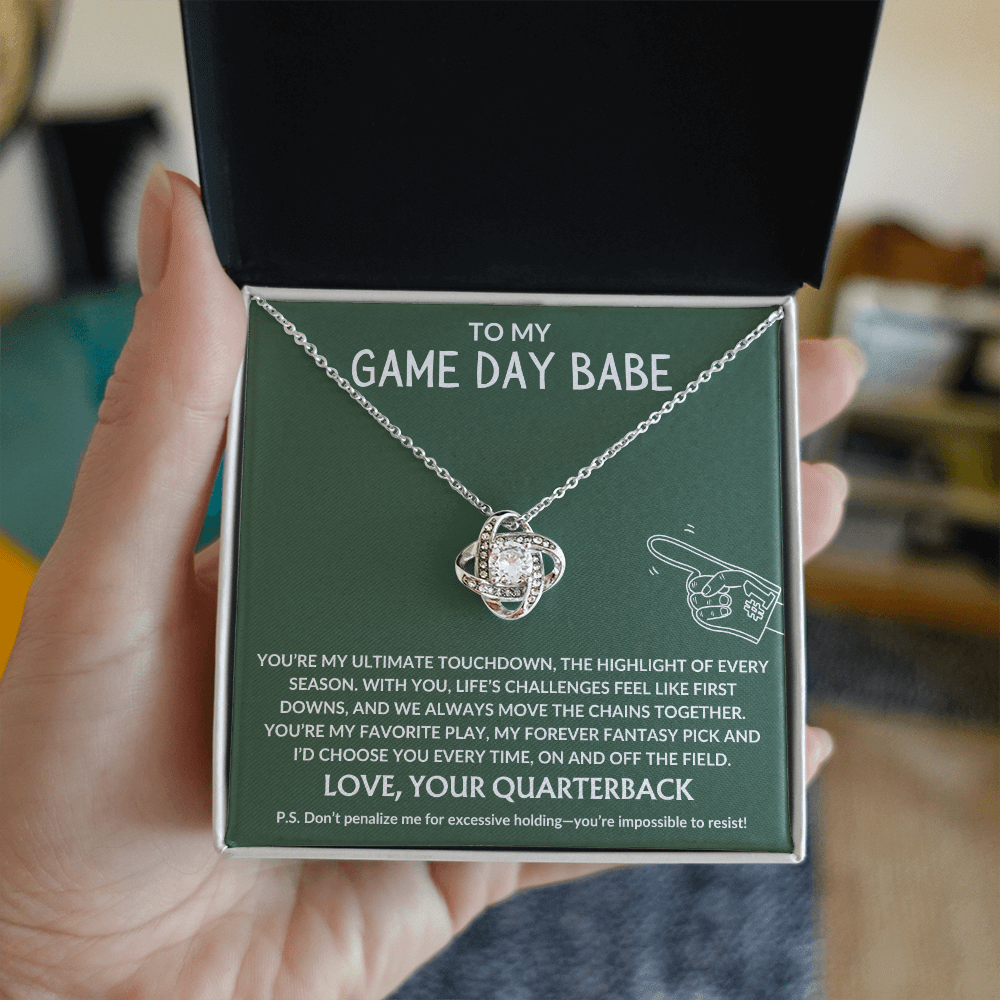 TO MY
GAME DAY BABE
#1
YOU'RE MY ULTIMATE TOUCHDOWN, THE HIGHLIGHT OF EVERY
SEASON. WITH YOU, LIFE'S CHALLENGES FEEL LIKE FIRST
DOWNS, AND WE ALWAYS MOVE THE CHAINS TOGETHER.
YOU'RE MY FAVORITE PLAY, MY FOREVER FANTASY PICK AND
I'D CHOOSE YOU EVERY TIME, ON AND OFF THE FIELD.
LOVE, YOUR QUARTERBACK
P.S. Don't penalize me for excessive holding—you're impossible to resist!